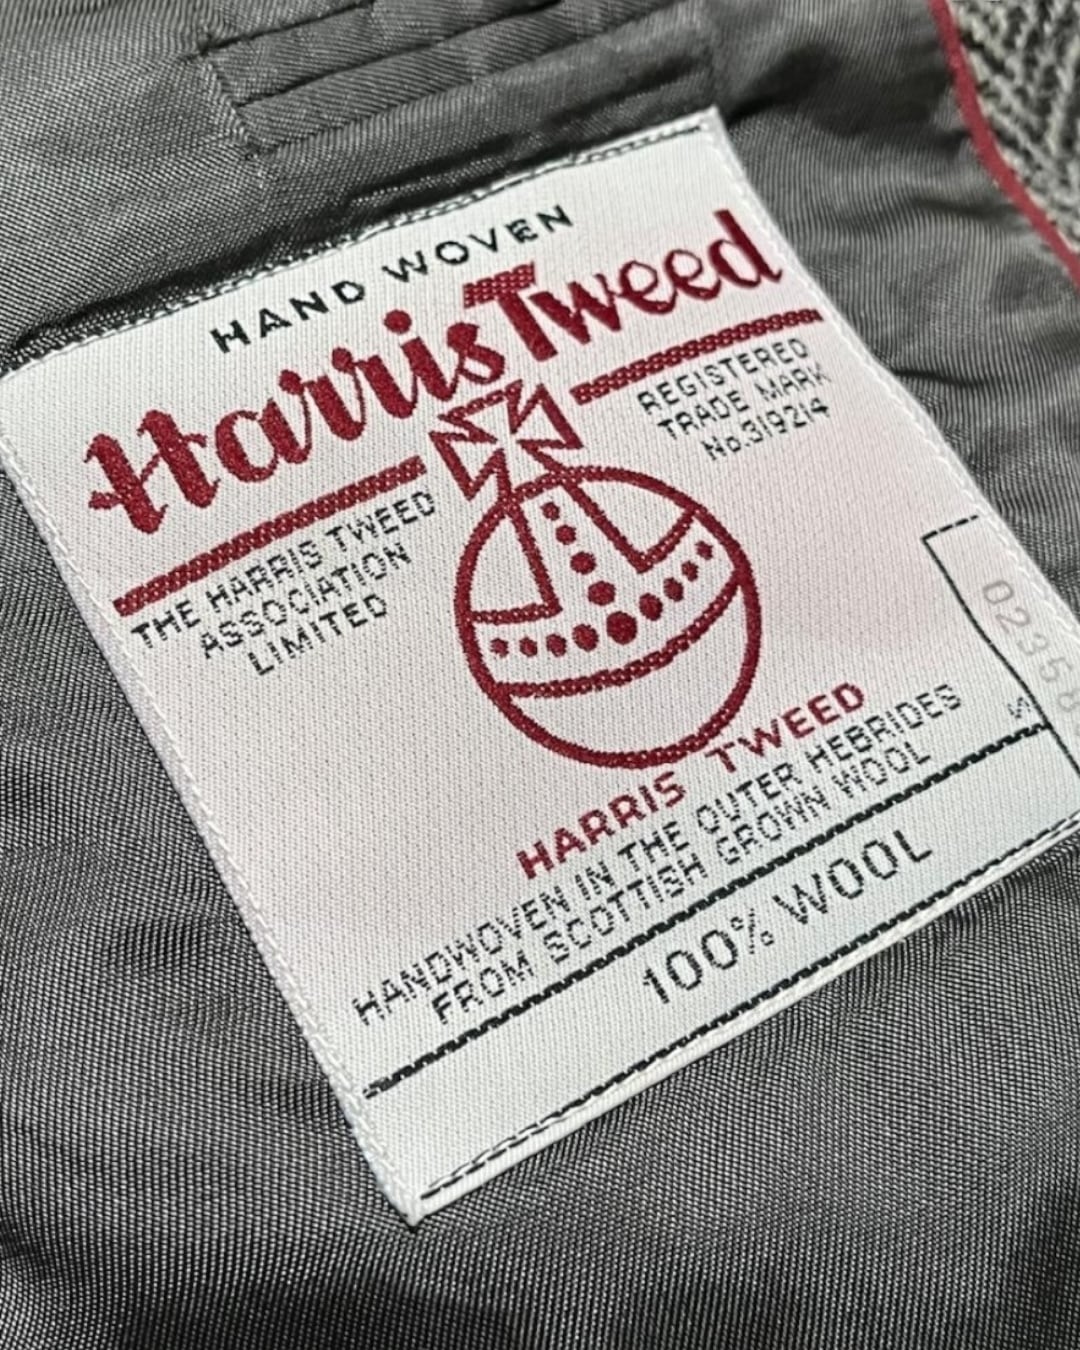 HAND WOVEN
Harris Tweed
REGISTERED
TRADE MARK
No.319214
THE HARRIS TWEED
ASSOCIATION
LIMITED
HARRIS TWEED
HANDWOVEN IN THE OUTER HEBRIDES
FROM SCOTTISH GROWN WOOL
100% WOOL